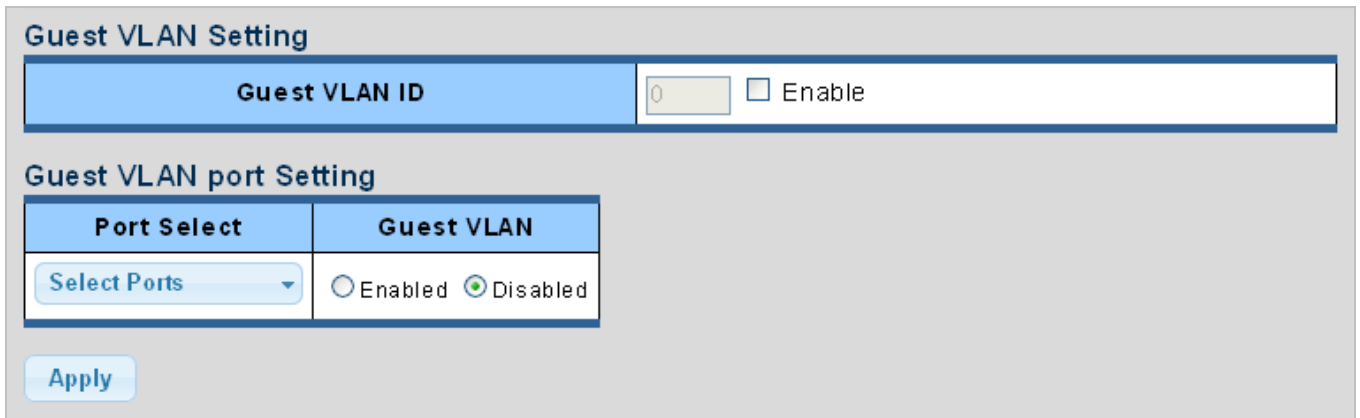 Guest VLAN Setting
Guest VLAN ID 0 Enable
Guest VLAN port Setting
Port Select Guest VLAN
Select Ports Enabled Disabled
Apply